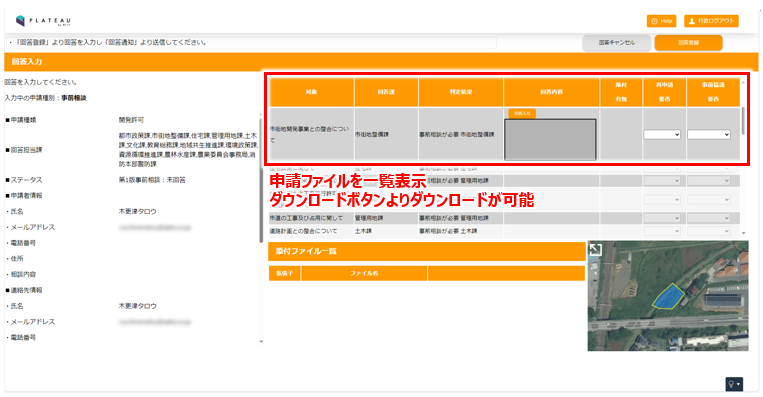 PLATEAU
by MLIT
Help
行政ログアウト
・「回答登録」より回答を入力し「回答通知」より送信してください。
回答キャンセル
回答登録
回答入力
回答を入力してください。
入力中の申請種別：事前相談
■申請種類
開発許可
■回答担当課
都市政策課,市街地整備課,住宅課,管理用地課,土木
課,文化課,教育総務課,地域共生推進課,環境政策課,
資源循環推進課,農林水産課,農業委員会事務局,消
防本部警防課
■ステータス
第1版事前相談：未回答
■申請者情報
・氏名
木更津タロウ
・メールアドレス
・電話番号
・住所
・相談内容
■連絡先情報
・氏名
木更津タロウ
・メールアドレス
・電話番号
対象
回答課
判定結果
回答内容
添付
有無
再申請
要否
事前協議
要否
市街地開発事業との整合につい
て
市街地整備課
事前相談が必要 市街地整備課
回答入力
申請ファイルを一覧表示
ダウンロードボタンよりダウンロードが可能
事前相談が必要 管理用地課
市道の工事及び占用に関して
管理用地課
事前相談が必要 管理用地課
道路計画との整合について
土木課
事前相談が必要 土木課
添付ファイル一覧
拡張子
ファイル名